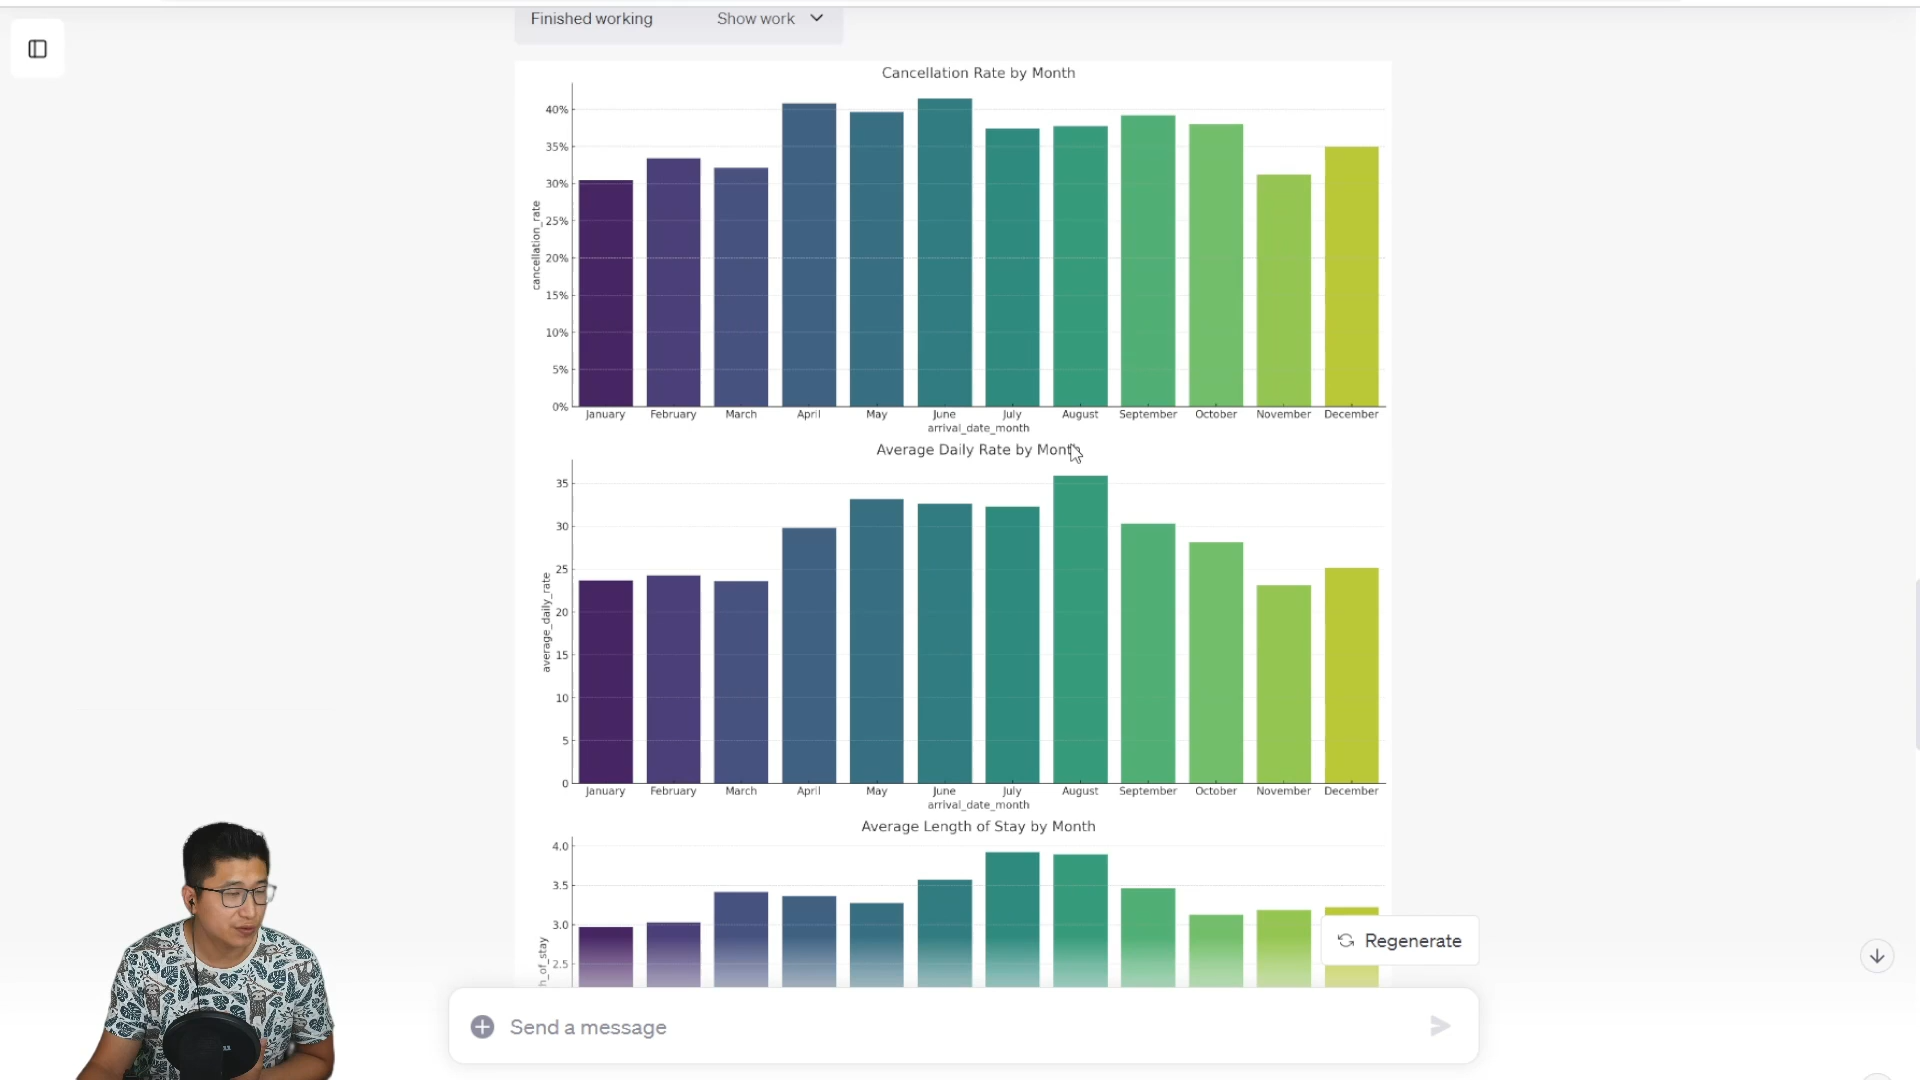 Finished working
Show work
Cancellation Rate by Month
40%
35%
30%
25%
20%
15%
10%
5%
0%
cancellation_rate
January February March April May June July August September October November December
arrival_date_month
Average Daily Rate by Month
35
30
25
20
15
10
5
0
average_daily_rate
January February March April May June July August September October November December
arrival_date_month
Average Length of Stay by Month
4.0
3.5
3.0
2.5
h_of_stay
Regenerate
Send a message